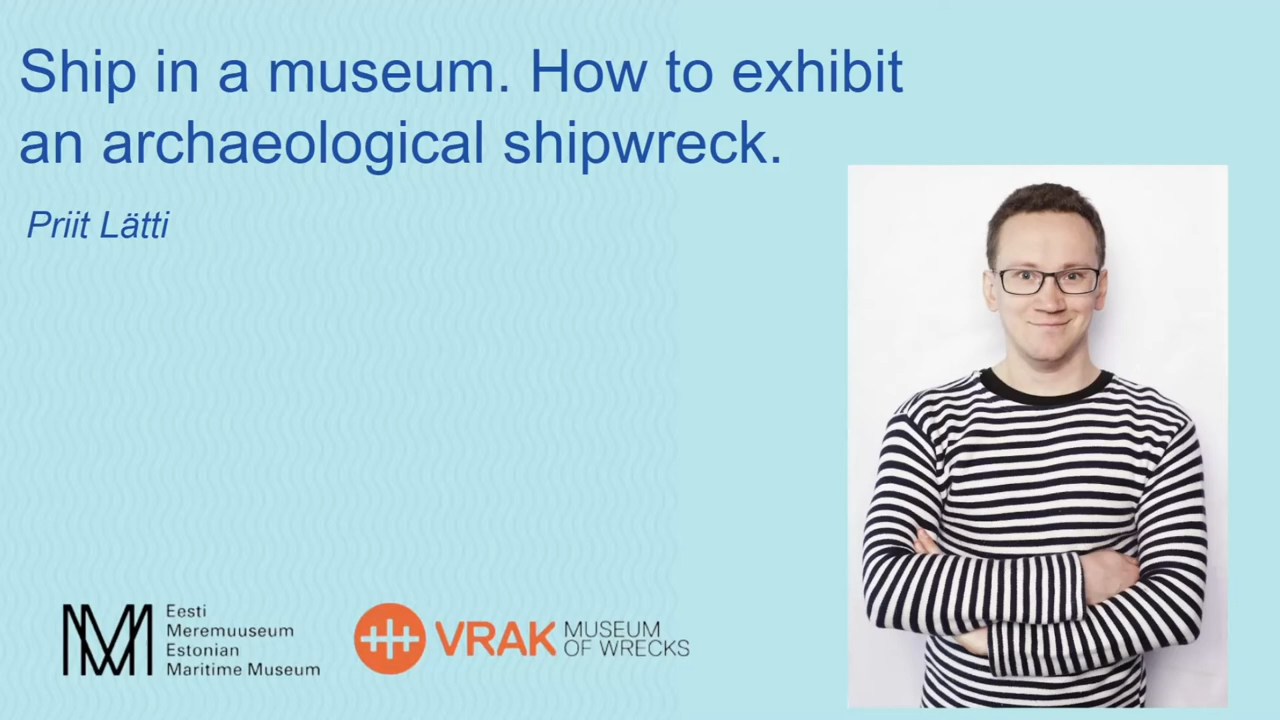 Ship in a museum. How to exhibit
an archaeological shipwreck.
Priit Lätti
Eesti
Meremuuseum
Estonian
Maritime Museum
VRAK MUSEUM
OF WRECKS